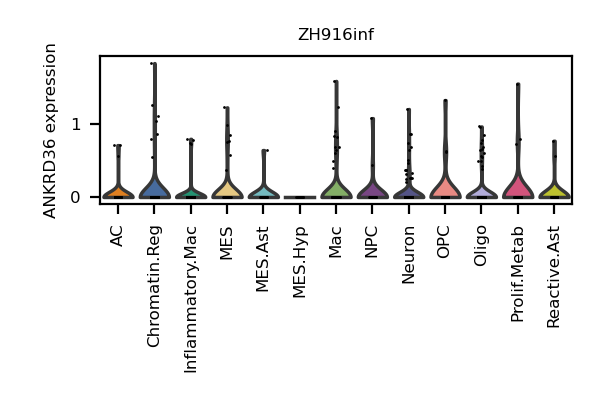 ZH916inf
ANKRD36 expression
1
0
AC
Chromatin.Reg
Inflammatory.Mac
MES
MES.Ast
MES.Hyp
Mac
NPC
Neuron
OPC
Oligo
Prolif.Metab
Reactive.Ast